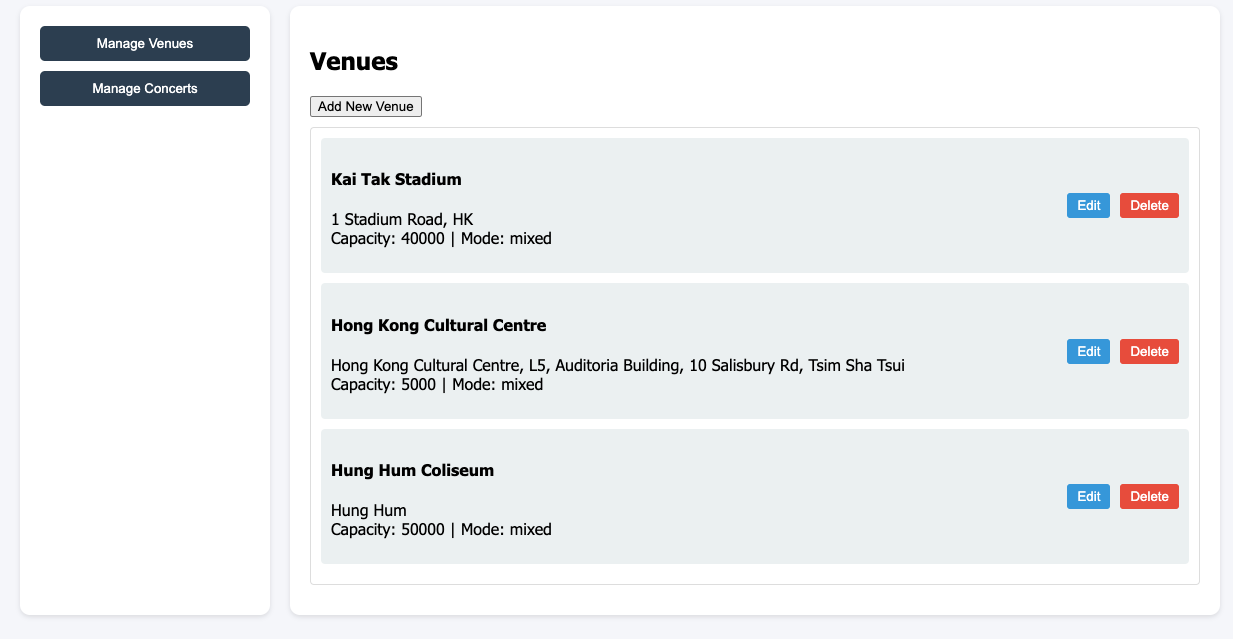 Manage Venues
Manage Concerts
Venues
Add New Venue
Kai Tak Stadium
1 Stadium Road, HK
Capacity: 40000 | Mode: mixed
Edit
Delete
Hong Kong Cultural Centre
Hong Kong Cultural Centre, L5, Auditoria Building, 10 Salisbury Rd, Tsim Sha Tsui
Capacity: 5000 | Mode: mixed
Edit
Delete
Hung Hum Coliseum
Hung Hum
Capacity: 50000 | Mode: mixed
Edit
Delete